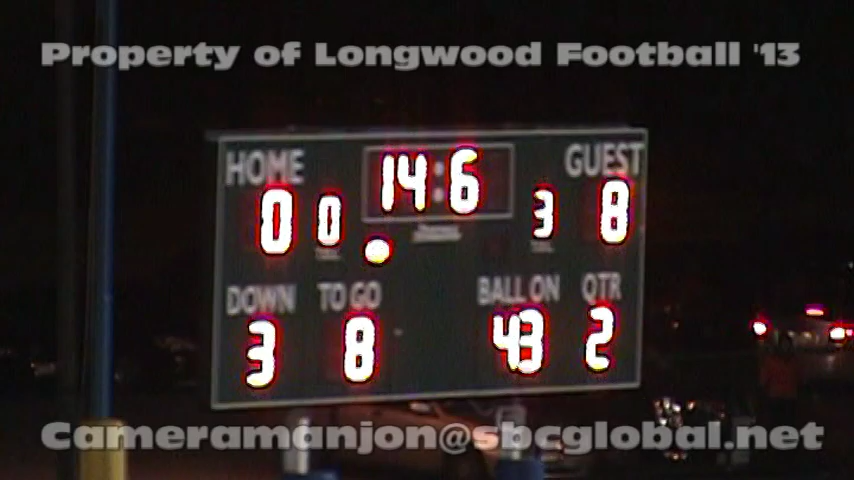 Property of Longwood Football '13
HOME 14:6 GUEST
0 0 3 8
DOWN TO GO BALL ON QTR
3 8 43 2
Cameramanjon@sbcglobal.net